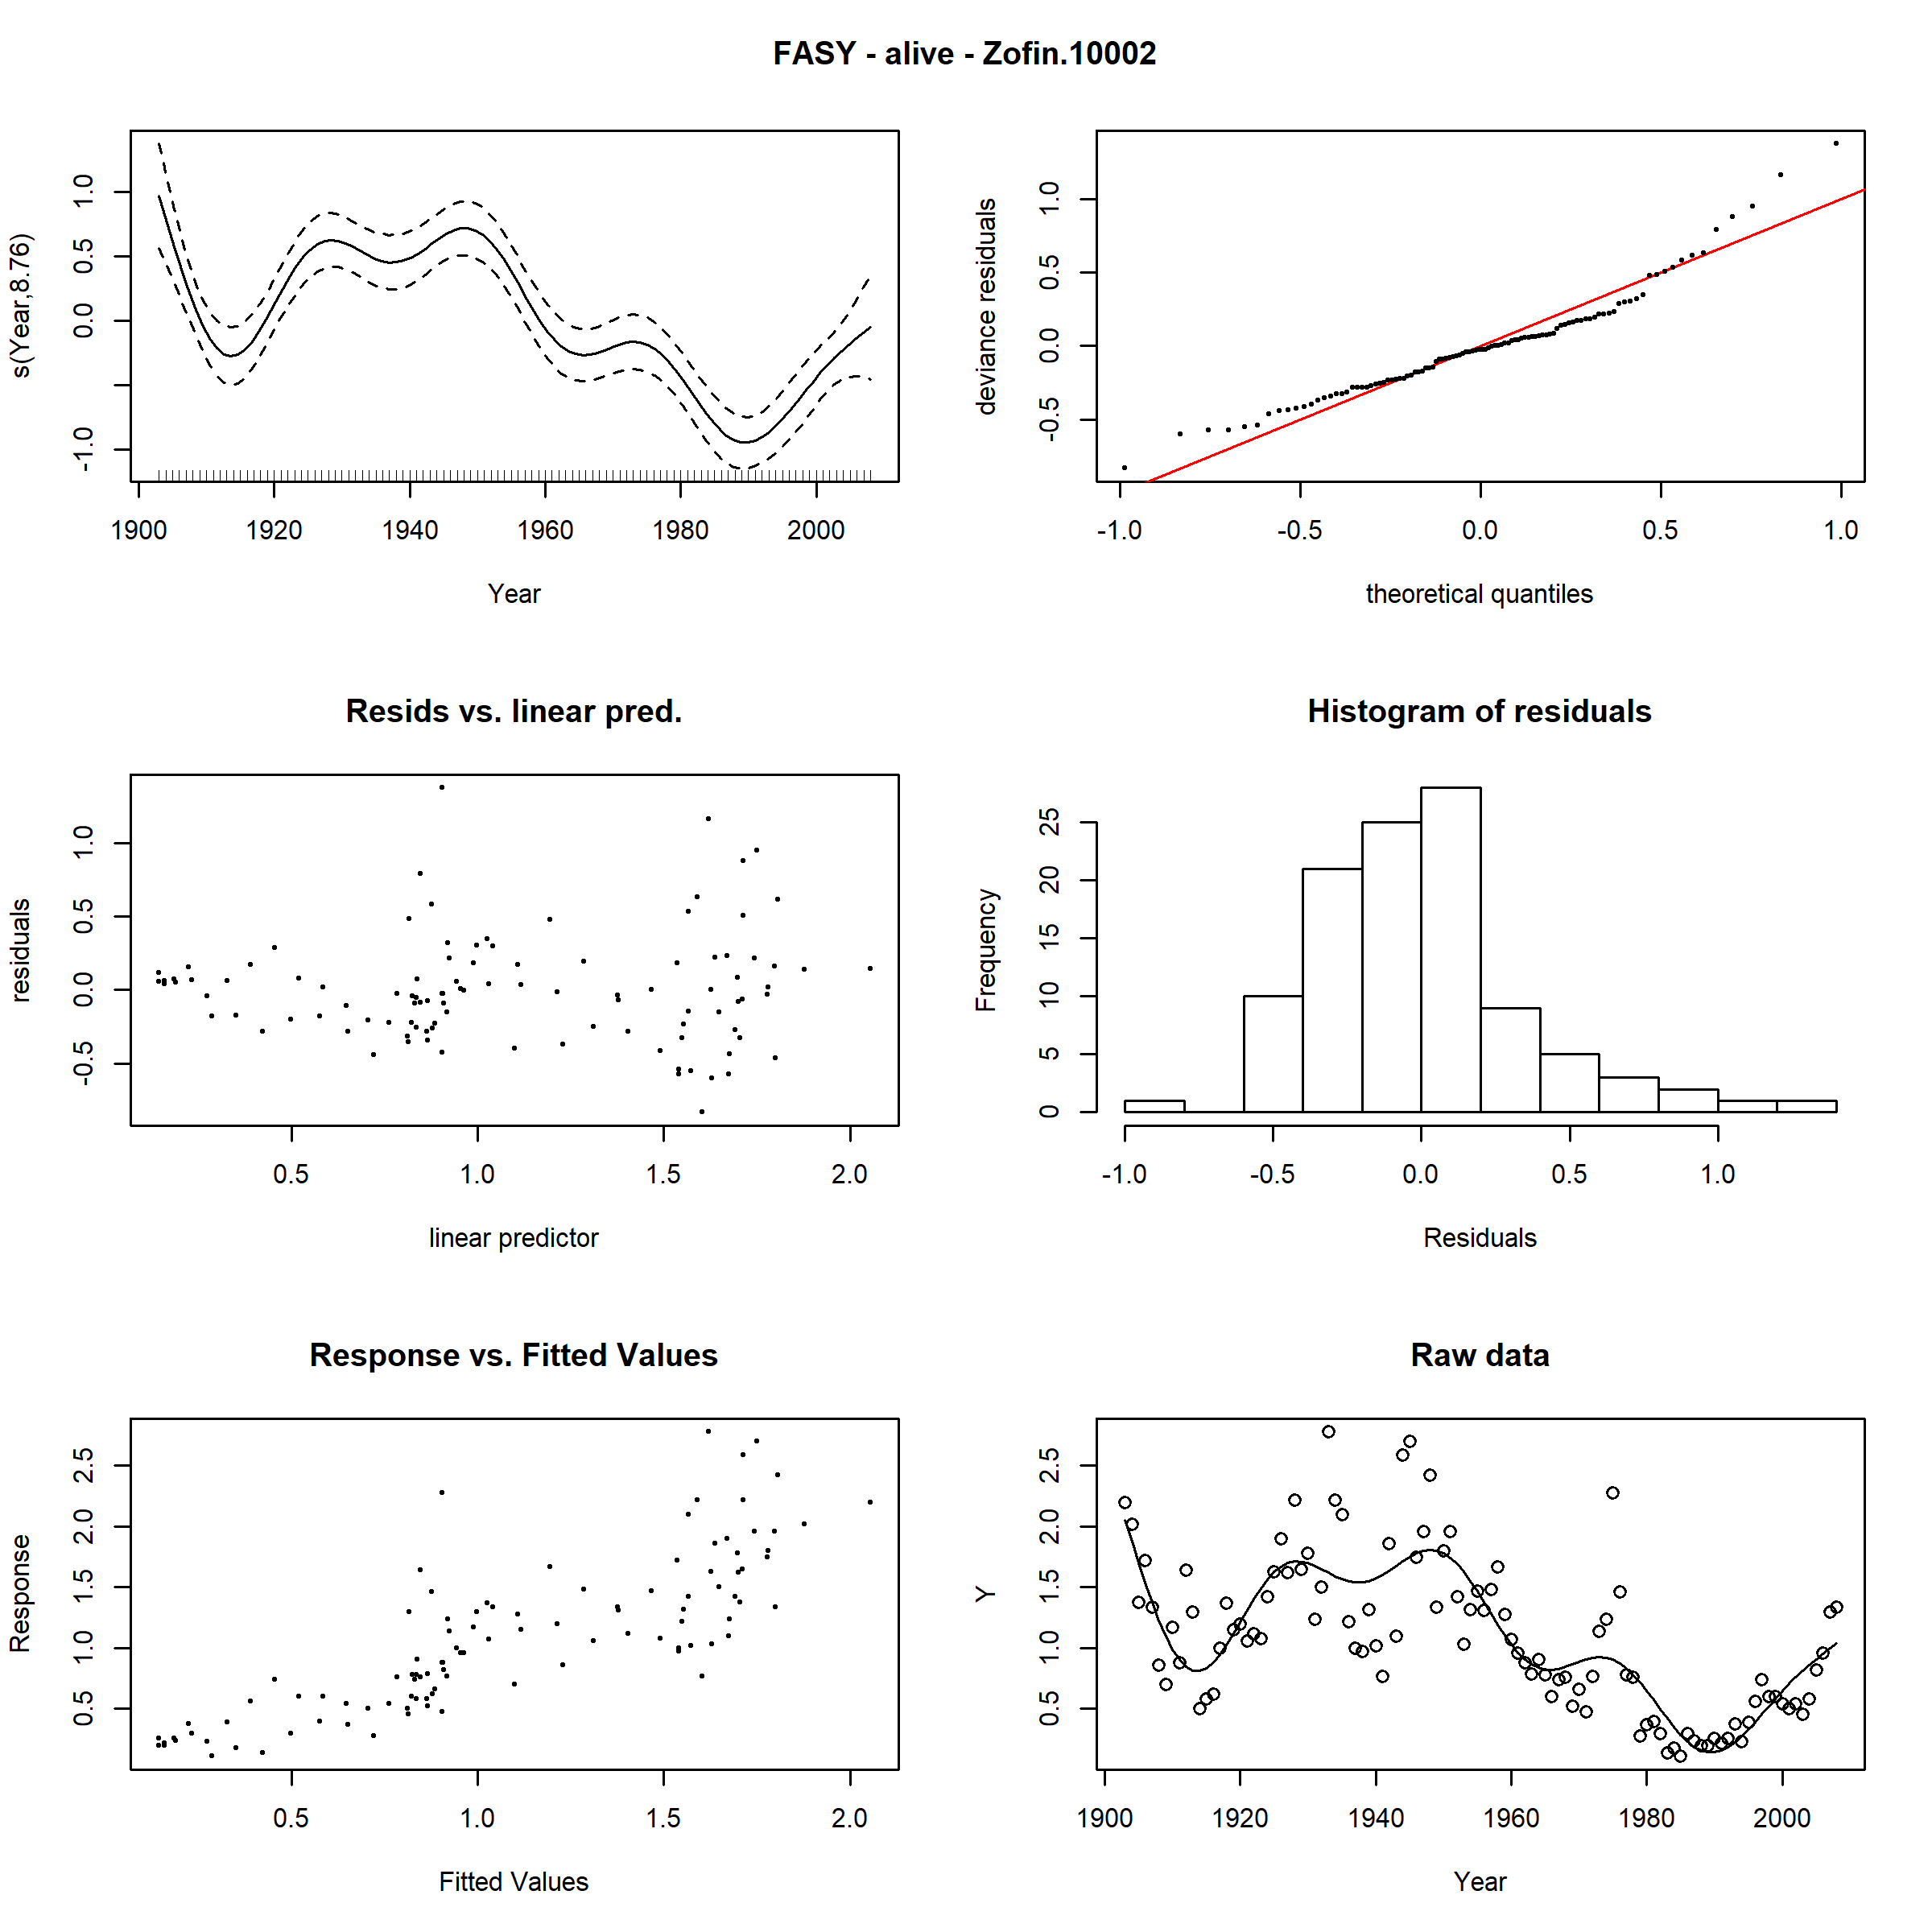 FASY - alive - Zofin.10002
s(Year,8.76)
-1.0 0.0 0.5 1.0
1900 1920 1940 1960 1980 2000
Year
deviance residuals
-0.5 0.0 0.5 1.0
-1.0 -0.5 0.0 0.5 1.0
theoretical quantiles
Resids vs. linear pred.
residuals
-0.5 0.0 0.5 1.0
0.5 1.0 1.5 2.0
linear predictor
Histogram of residuals
Frequency
0 5 10 15 20 25
-1.0 -0.5 0.0 0.5 1.0
Residuals
Response vs. Fitted Values
Response
0.5 1.0 1.5 2.0 2.5
0.5 1.0 1.5 2.0
Fitted Values
Raw data
Y
0.5 1.0 1.5 2.0 2.5
1900 1920 1940 1960 1980 2000
Year